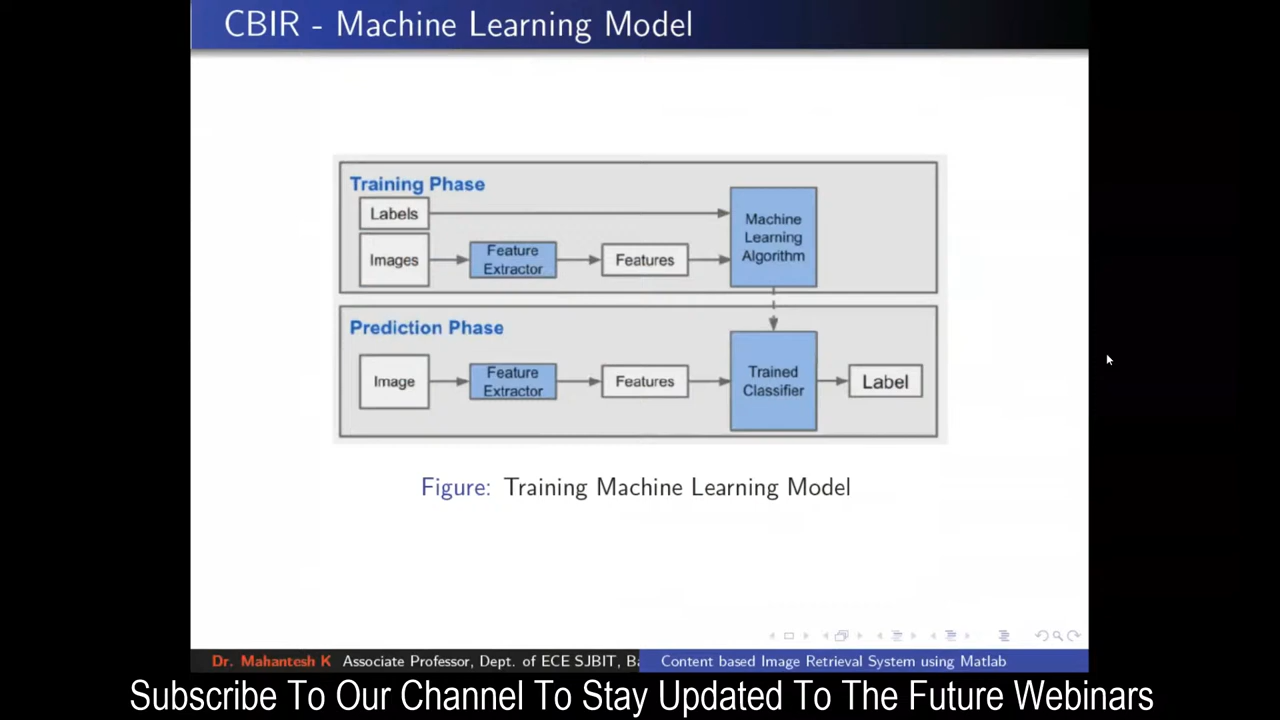 CBIR - Machine Learning Model
Training Phase
Labels
Images
Feature
Extractor
Features
Machine
Learning
Algorithm
Prediction Phase
Image
Feature
Extractor
Features
Trained
Classifier
Label
Figure: Training Machine Learning Model
Dr. Mahantesh K Associate Professor, Dept. of ECE SJBIT, Ba
Content based Image Retrieval System using Matlab
Subscribe To Our Channel To Stay Updated To The Future Webinars